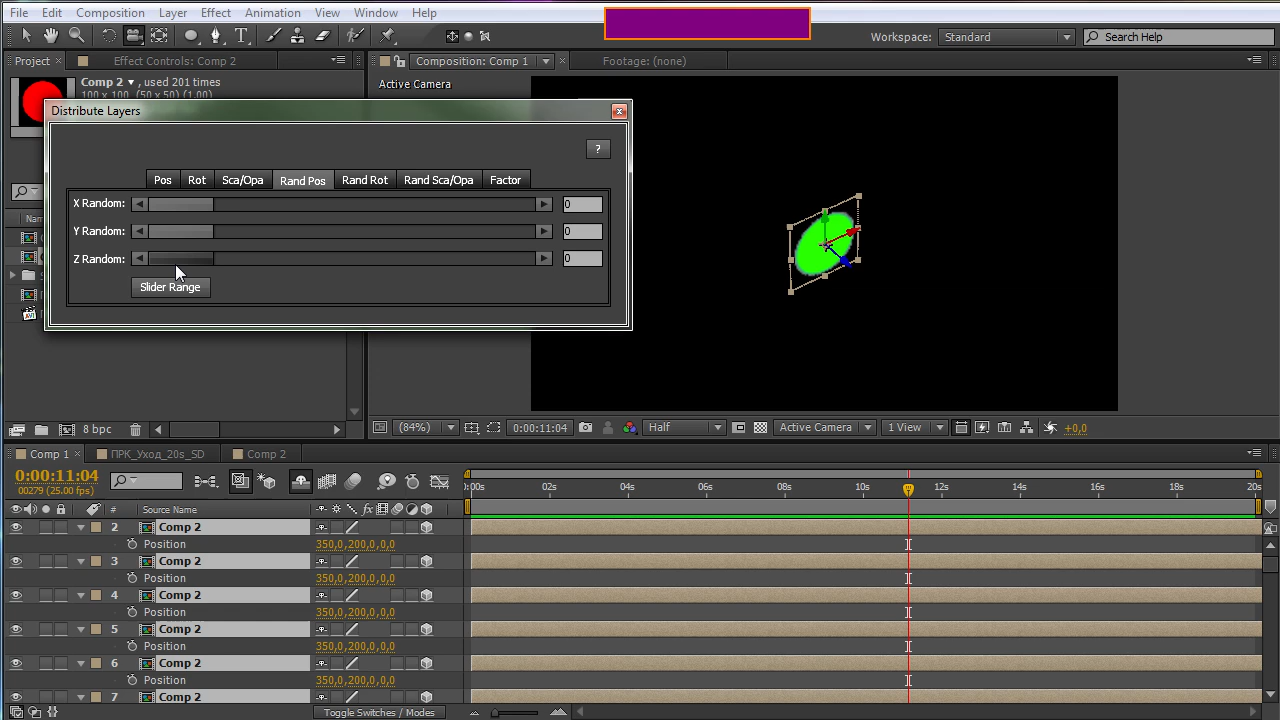 File Edit Composition Layer Effect Animation View Window Help
Workspace: Standard Search Help
Project Effect Controls: Comp 2 Composition: Comp 1 Footage: (none)
Comp 2 , used 201 times
100 x 100 (50 x 50) (1,00)
Active Camera
Distribute Layers
?
Pos Rot Sca/Opa Rand Pos Rand Rot Rand Sca/Opa Factor
X Random: 0
Y Random: 0
Z Random: 0
Slider Range
8 bpc (84%) 0:00:11:04 Half Active Camera 1 View +0,0
Comp 1 ПРК_Уход_20s_SD Comp 2
0:00:11:04
00279 (25.00 fps)
:00s 02s 04s 06s 08s 10s 12s 14s 16s 18s 20s
# Source Name fx
2 Comp 2
Position 350,0,200,0,0,0
3 Comp 2
Position 350,0,200,0,0,0
4 Comp 2
Position 350,0,200,0,0,0
5 Comp 2
Position 350,0,200,0,0,0
6 Comp 2
Position 350,0,200,0,0,0
7 Comp 2
Toggle Switches / Modes